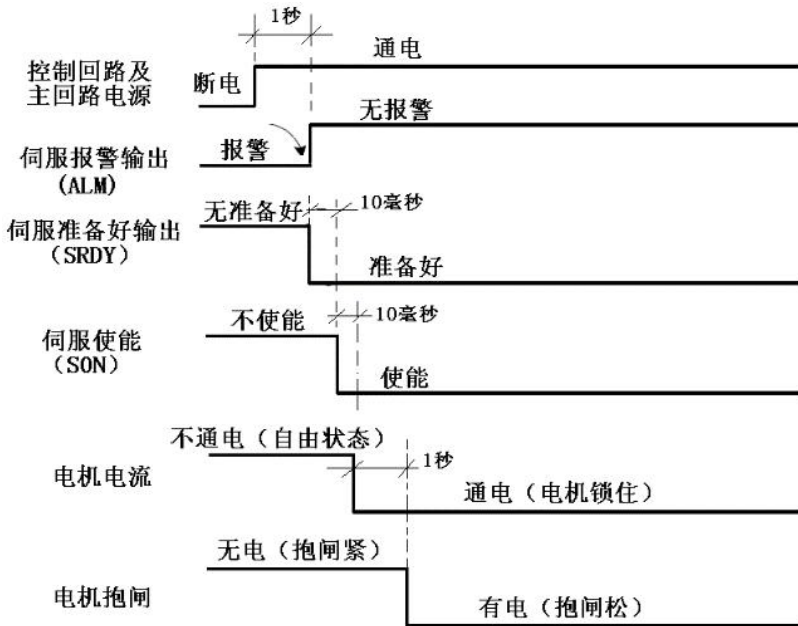 1秒
通电
控制回路及
主回路电源
断电
无报警
报警
伺服报警输出
(ALM)
无准备好
10毫秒
伺服准备好输出
（SRDY）
准备好
不使能
10毫秒
伺服使能
（SON）
使能
不通电（自由状态）
1秒
电机电流
通电（电机锁住）
无电（抱闸紧）
电机抱闸
有电（抱闸松）